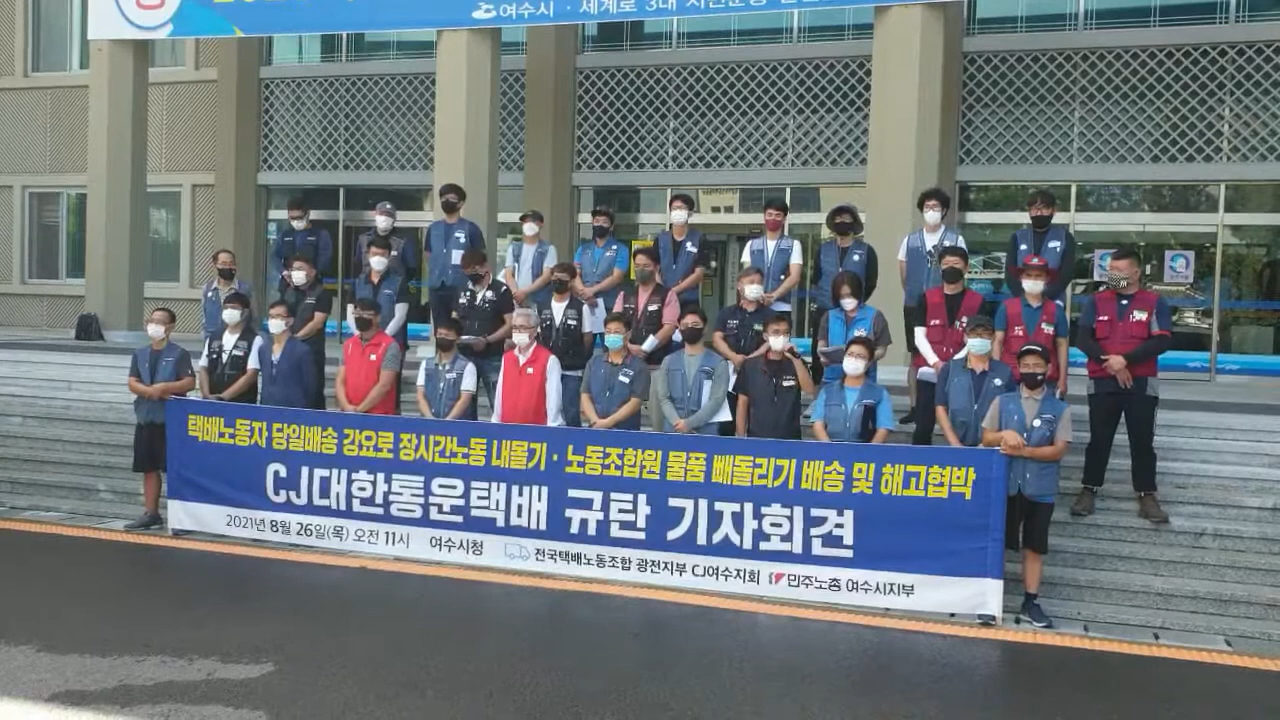 여수시 · 세계로
택배노동자 당일배송 강요로 장시간노동 내몰기 · 노동조합원 물품 빼돌리기 배송 및 해고협박
CJ대한통운택배 규탄 기자회견
2021년 8월 26일(목) 오전 11시 여수시청 전국택배노동조합 광전지부 CJ여수지회 민주노총 여수시지부